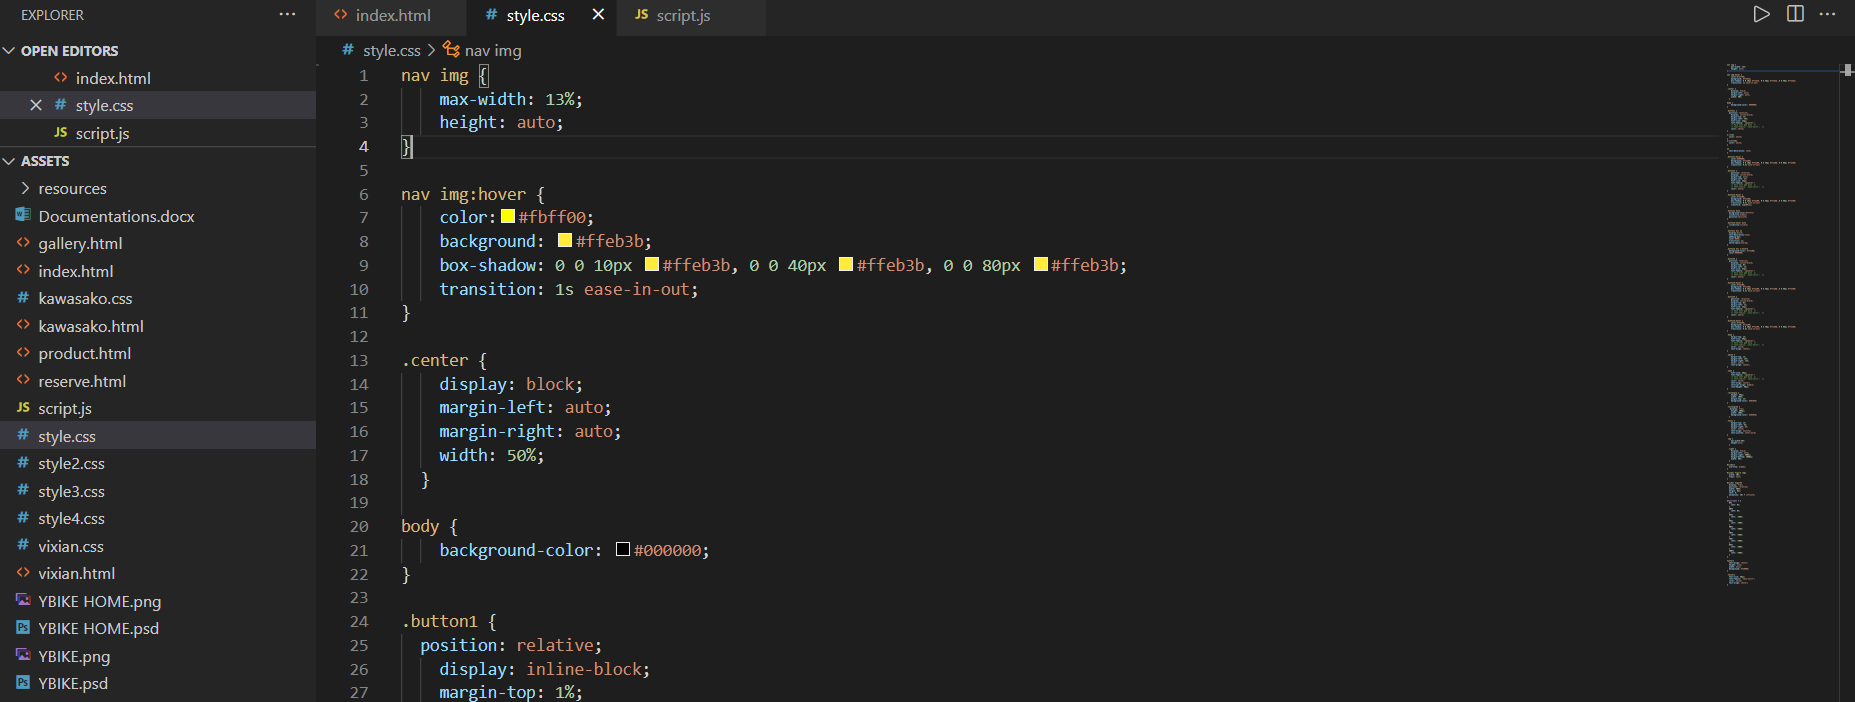 EXPLORER
OPEN EDITORS
index.html
style.css
JS script.js
ASSETS
resources
Documentations.docx
gallery.html
index.html
kawasako.css
kawasako.html
product.html
reserve.html
JS script.js
style.css
style2.css
style3.css
style4.css
vixian.css
vixian.html
YBIKE HOME.png
Ps YBIKE HOME.psd
YBIKE.png
Ps YBIKE.psd
<> index.html # style.css × JS script.js
# style.css > nav img
1 nav img {
2 max-width: 13%;
3 height: auto;
4 }
5
6 nav img:hover {
7 color: #fbff00;
8 background: #ffeb3b;
9 box-shadow: 0 0 10px #ffeb3b, 0 0 40px #ffeb3b, 0 0 80px #ffeb3b;
10 transition: 1s ease-in-out;
11 }
12
13 .center {
14 display: block;
15 margin-left: auto;
16 margin-right: auto;
17 width: 50%;
18 }
19
20 body {
21 background-color: #000000;
22 }
23
24 .button1 {
25 position: relative;
26 display: inline-block;
27 margin-top: 1%;